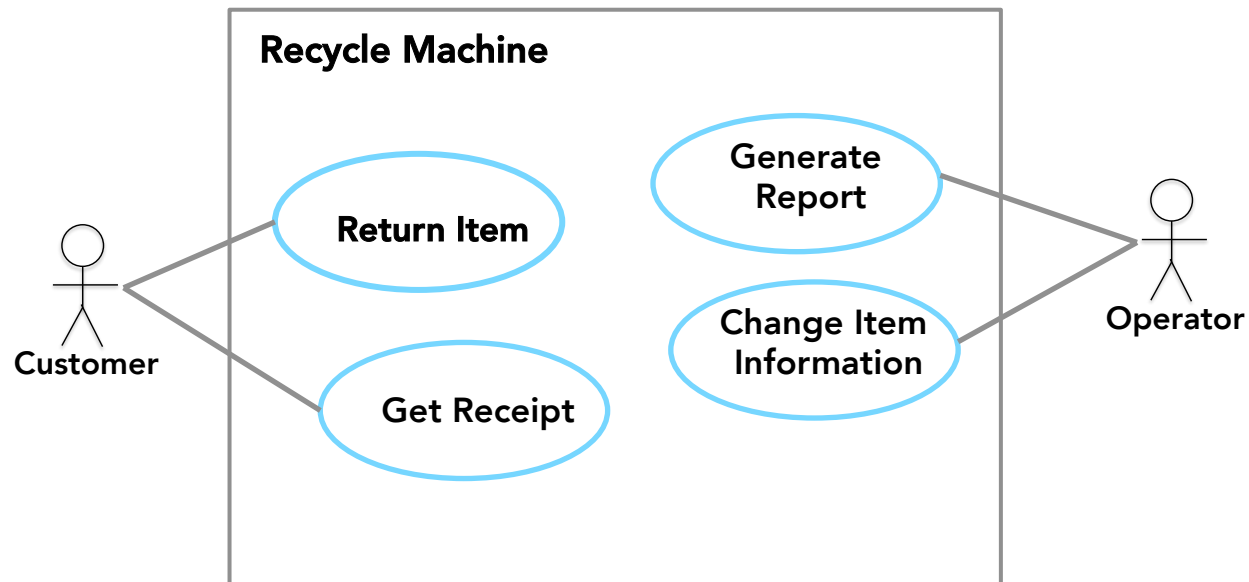 Recycle Machine
Generate
Report
Return Item
Change Item
Information
Operator
Customer
Get Receipt